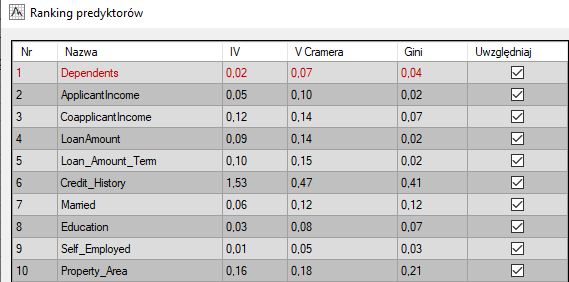 Ranking predyktorów
Nr Nazwa IV V Cramera Gini Uwzględniaj
1 Dependents 0,02 0,07 0,04
2 ApplicantIncome 0,05 0,10 0,02
3 CoapplicantIncome 0,12 0,14 0,07
4 LoanAmount 0,09 0,14 0,02
5 Loan_Amount_Term 0,10 0,15 0,02
6 Credit_History 1,53 0,47 0,41
7 Married 0,06 0,12 0,12
8 Education 0,03 0,08 0,07
9 Self_Employed 0,01 0,05 0,03
10 Property_Area 0,16 0,18 0,21